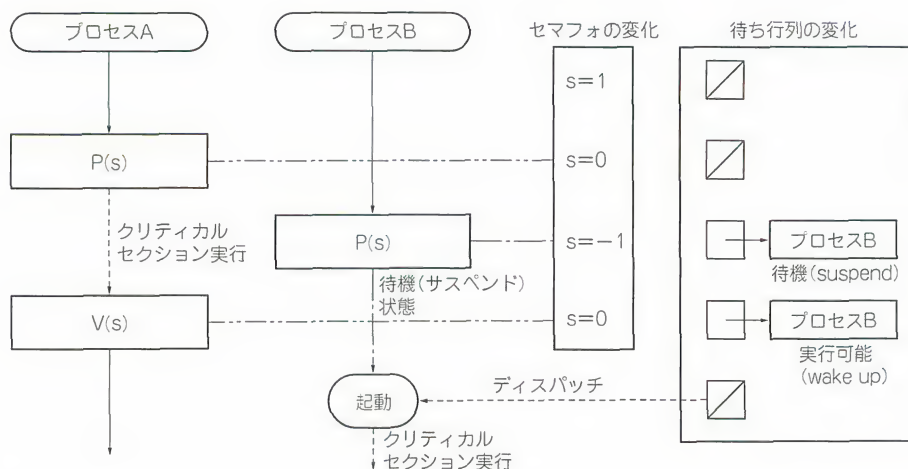 プロセスA
プロセスB
セマフォの変化
待ち行列の変化
s=1
P(s)
s=0
クリティカル
セクション実行
P(s)
s=-1
プロセスB
待機(suspend)
待機(サスペンド)
状態
V(s)
s=0
プロセスB
実行可能
(wake up)
ディスパッチ
起動
クリティカル
セクション実行